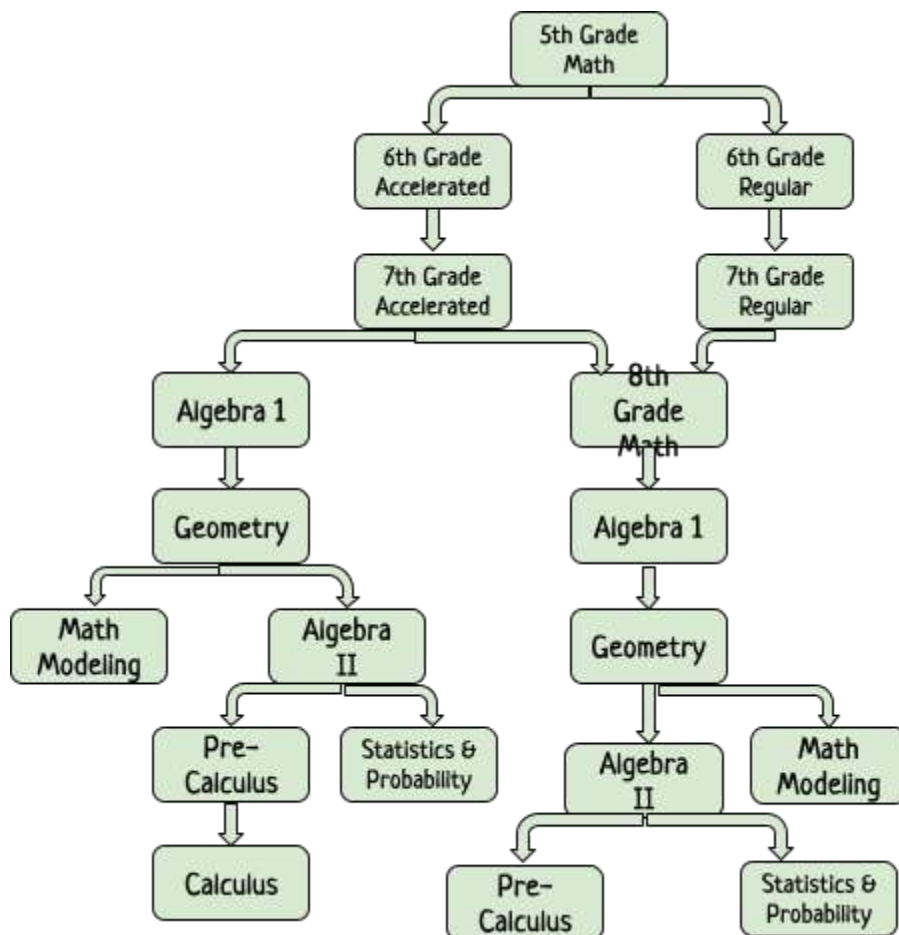 5th Grade
Math
6th Grade
Accelerated
6th Grade
Regular
7th Grade
Accelerated
7th Grade
Regular
Algebra 1
8th
Grade
Math
Geometry
Algebra 1
Math
Modeling
Algebra
II
Geometry
Pre-
Calculus
Statistics &
Probability
Algebra
II
Math
Modeling
Calculus
Pre-
Calculus
Statistics &
Probability